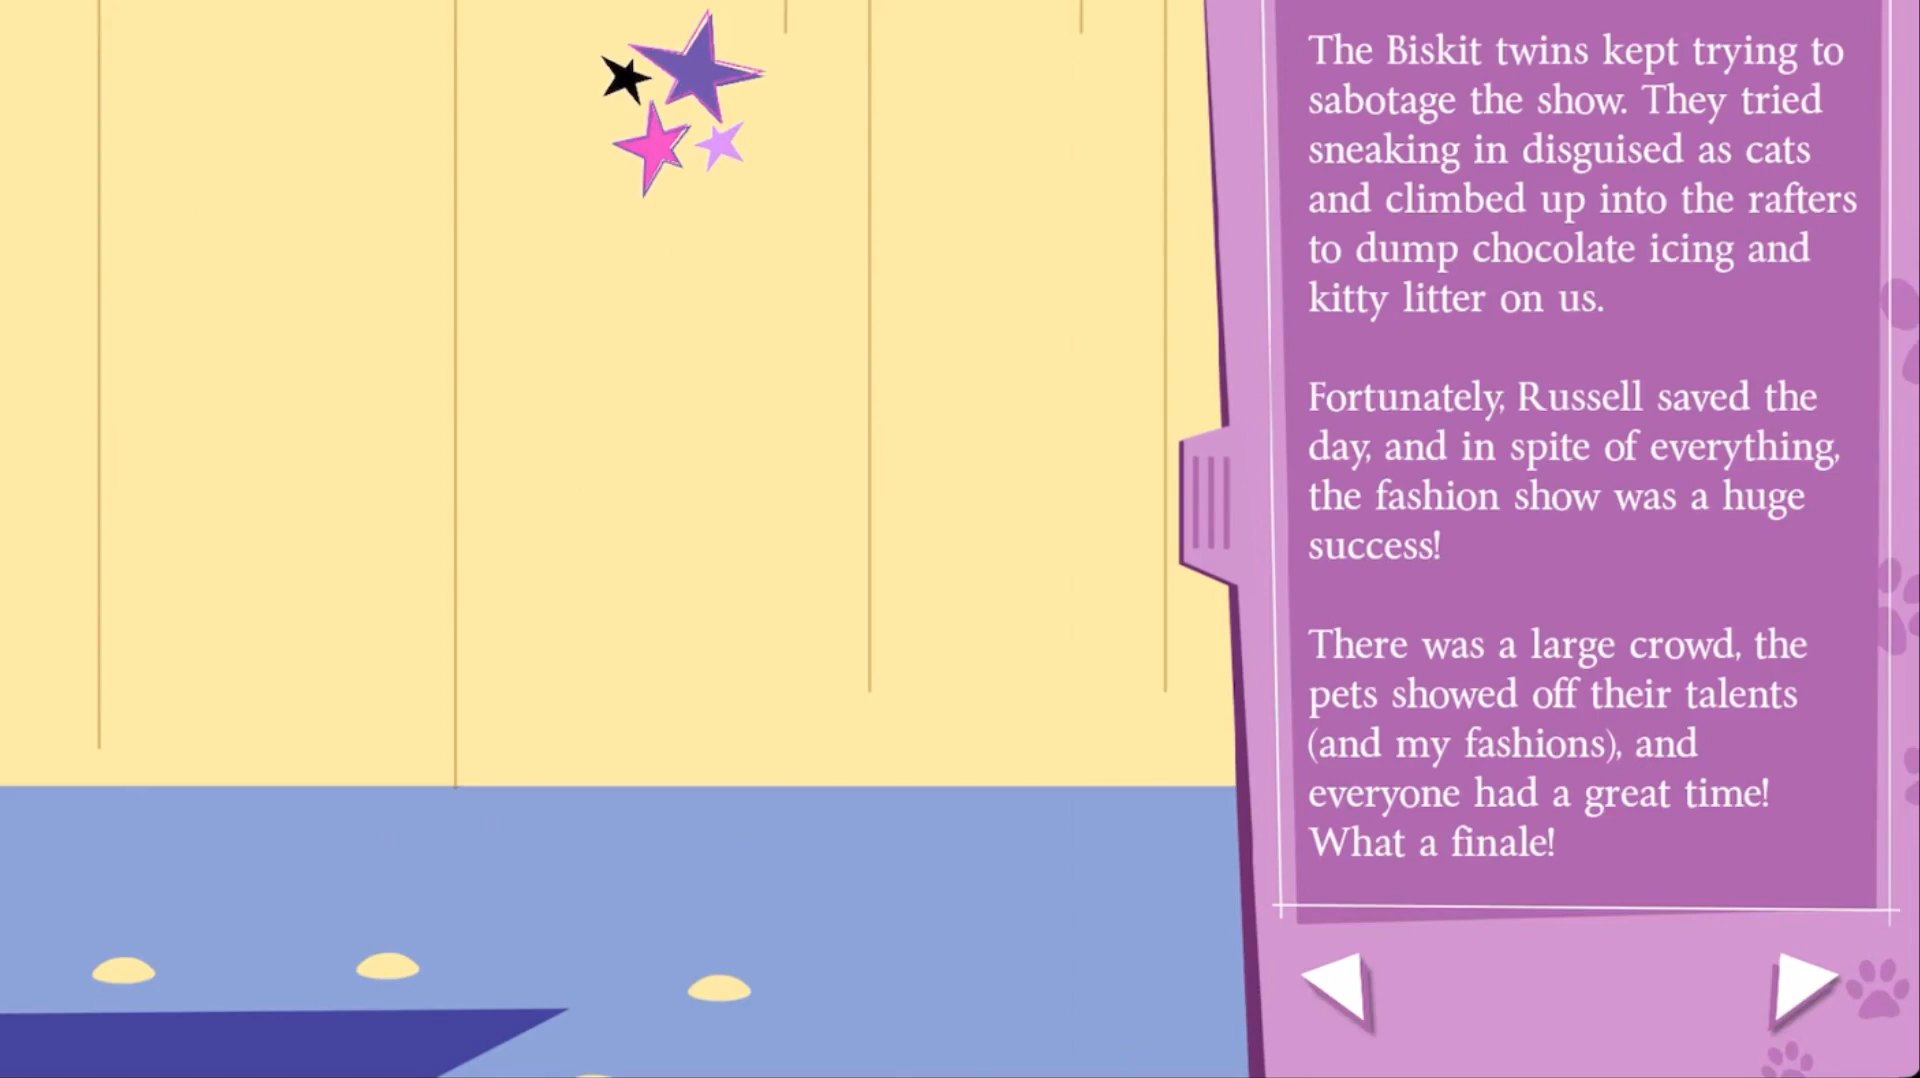 The Biskit twins kept trying to
sabotage the show. They tried
sneaking in disguised as cats
and climbed up into the rafters
to dump chocolate icing and
kitty litter on us.
Fortunately, Russell saved the
day, and in spite of everything,
the fashion show was a huge
success!
There was a large crowd, the
pets showed off their talents
(and my fashions), and
everyone had a great time!
What a finale!